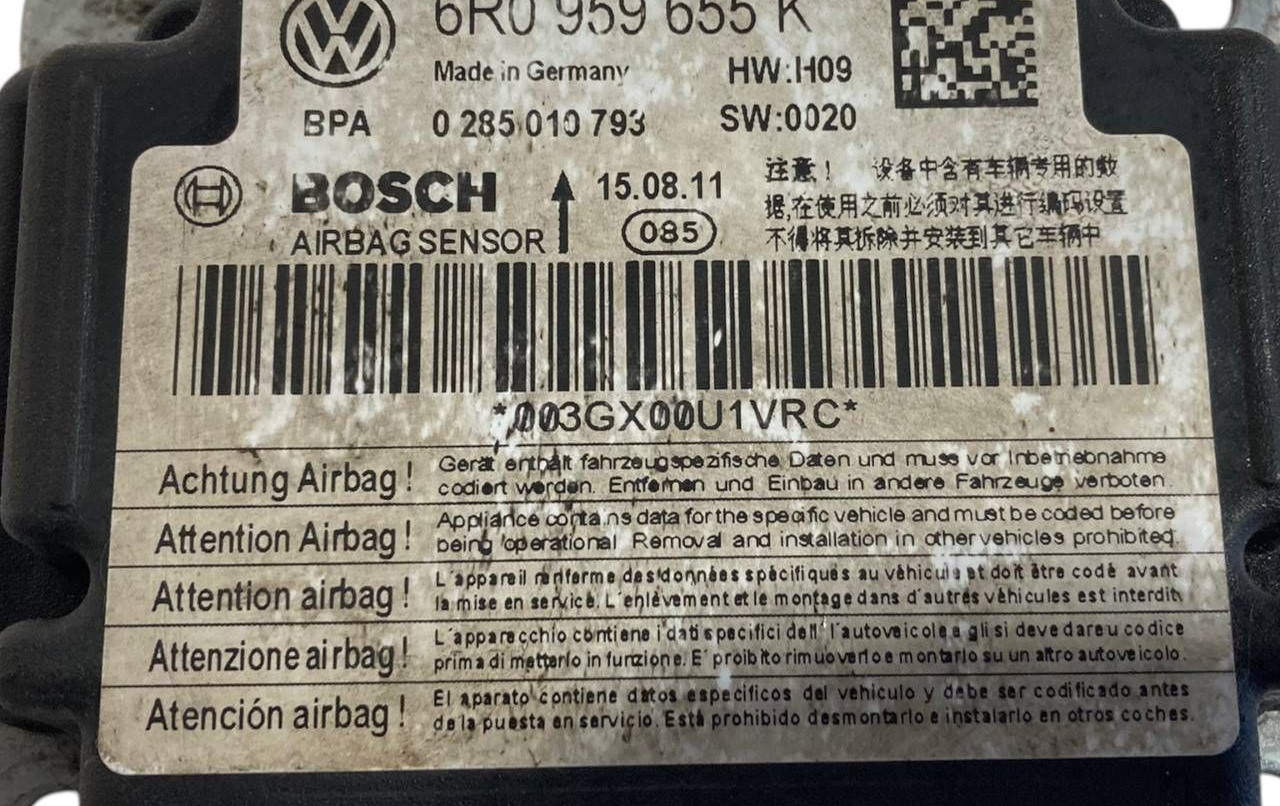 6R0 959 655 K
Made in Germany HW:H09
BPA 0 285 010 793 SW:0020
BOSCH 15.08.11
AIRBAG SENSOR 085
注意！ 设备中含有车辆专用的数
据,在使用之前必须对其进行编码设置
不得将其拆除并安装到其它车辆中
*003GX00U1VRC*
Achtung Airbag!
Gerät enthält fahrzeugspezifische Daten und muss vor Inbetriebnahme
codiert werden. Entfernen und Einbau in andere Fahrzeuge verboten.
Attention Airbag!
Appliance contains data for the specific vehicle and must be coded before
being operational Removal and installation in other vehicles prohibited.
Attention airbag!
L'appareil renferme des données spécifiques au véhicule et doit être codé avant
la mise en service. L'enlèvement et le montage dans d'autres véhicules est interdit.
Attenzione airbag!
L'apparecchio contiene i dati specifici dell'autoveicolo e gli si deve dare u codice
prima di metterlo in funzione. E' proibito rimuoverlo e montarlo su un altro autoveicolo.
Atención airbag!
El aparato contiene datos específicos del vehículo y debe ser codificado antes
de la puesta en servicio. Está prohibido desmontarlo e instalarlo en otros coches.